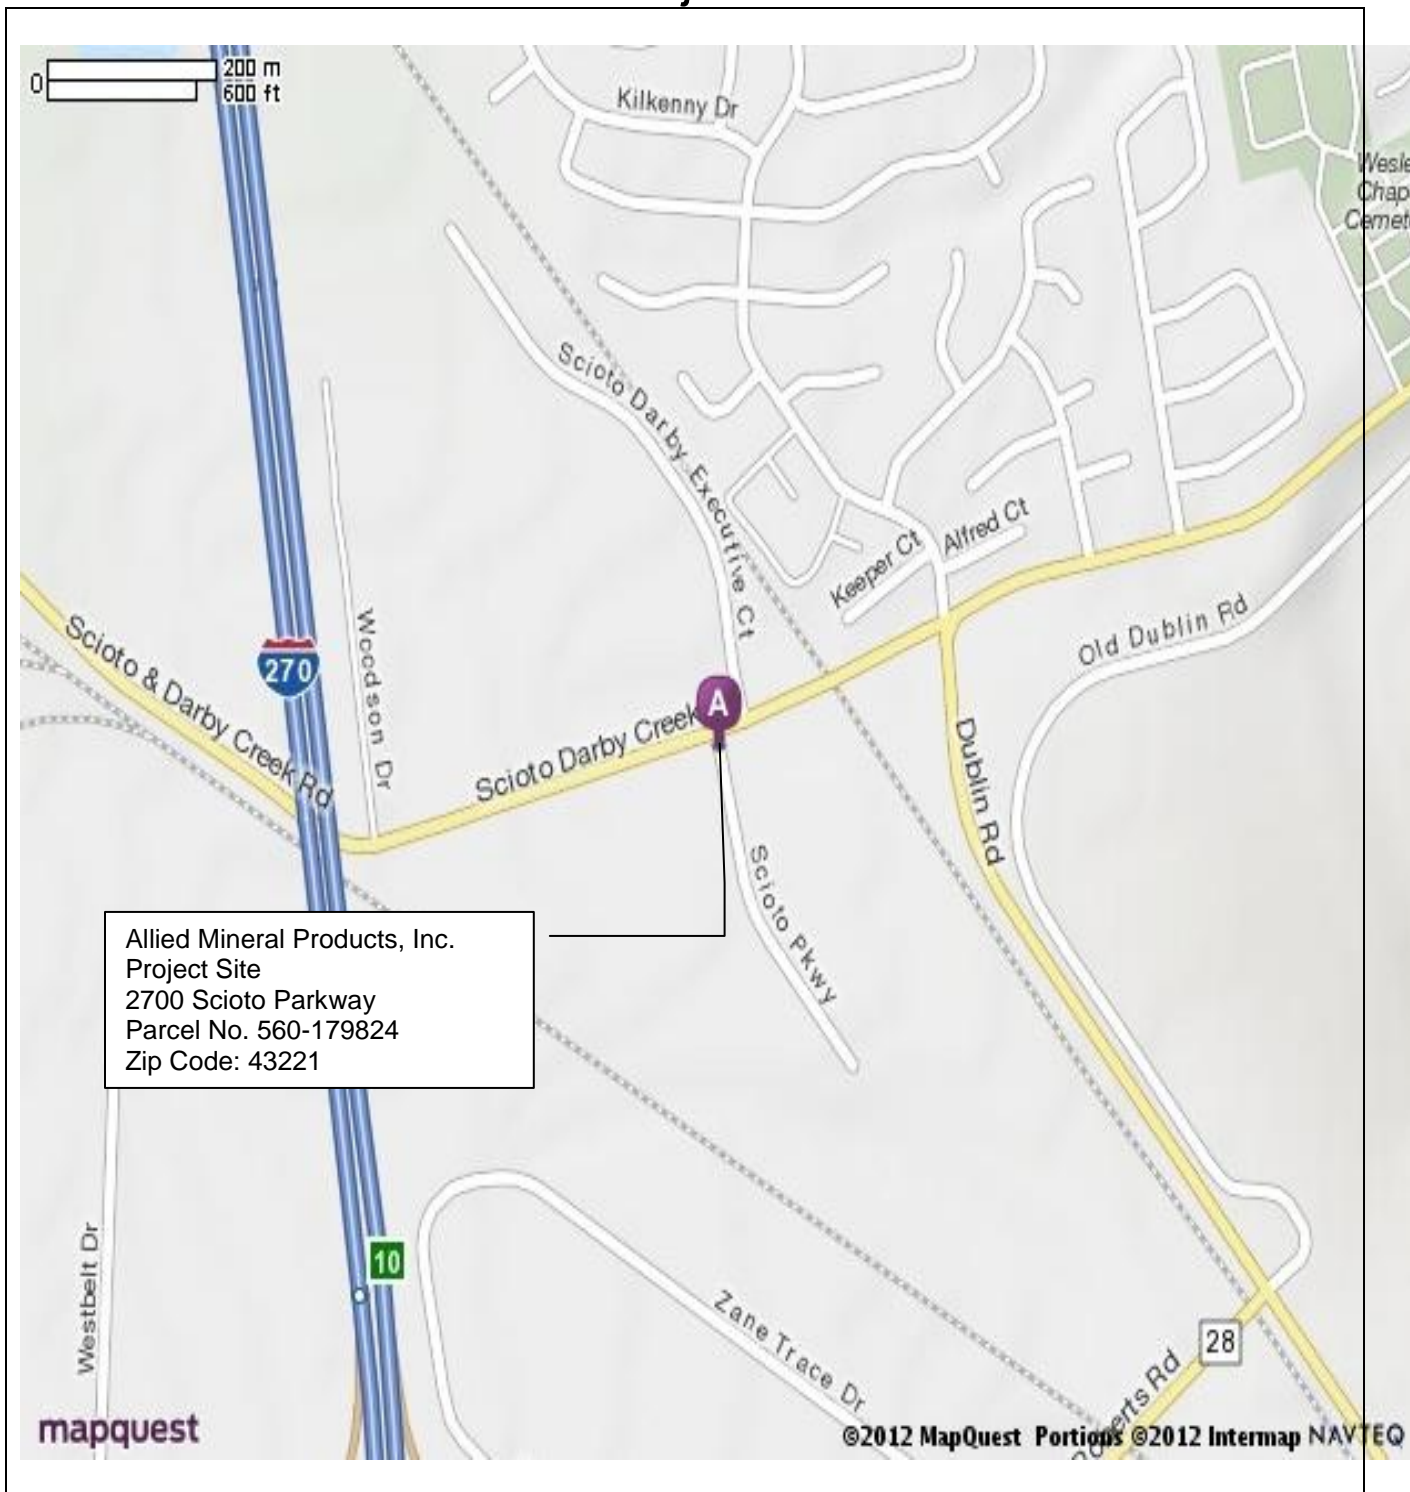 0
200 m
600 ft
Kilkenny Dr
Wesle
Chap
Cemet
Scioto Darby Executive Ct
Keeper Ct
Alfred Ct
Old Dublin Rd
Scioto & Darby Creek Rd
270
Woodson Dr
Scioto Darby Creek
A
Dublin Rd
Scioto Pkwy
Allied Mineral Products, Inc.
Project Site
2700 Scioto Parkway
Parcel No. 560-179824
Zip Code: 43221
Westbelt Dr
10
Zane Trace Dr
28
Roberts Rd
mapquest
©2012 MapQuest Portions ©2012 Intermap NAVTEQ